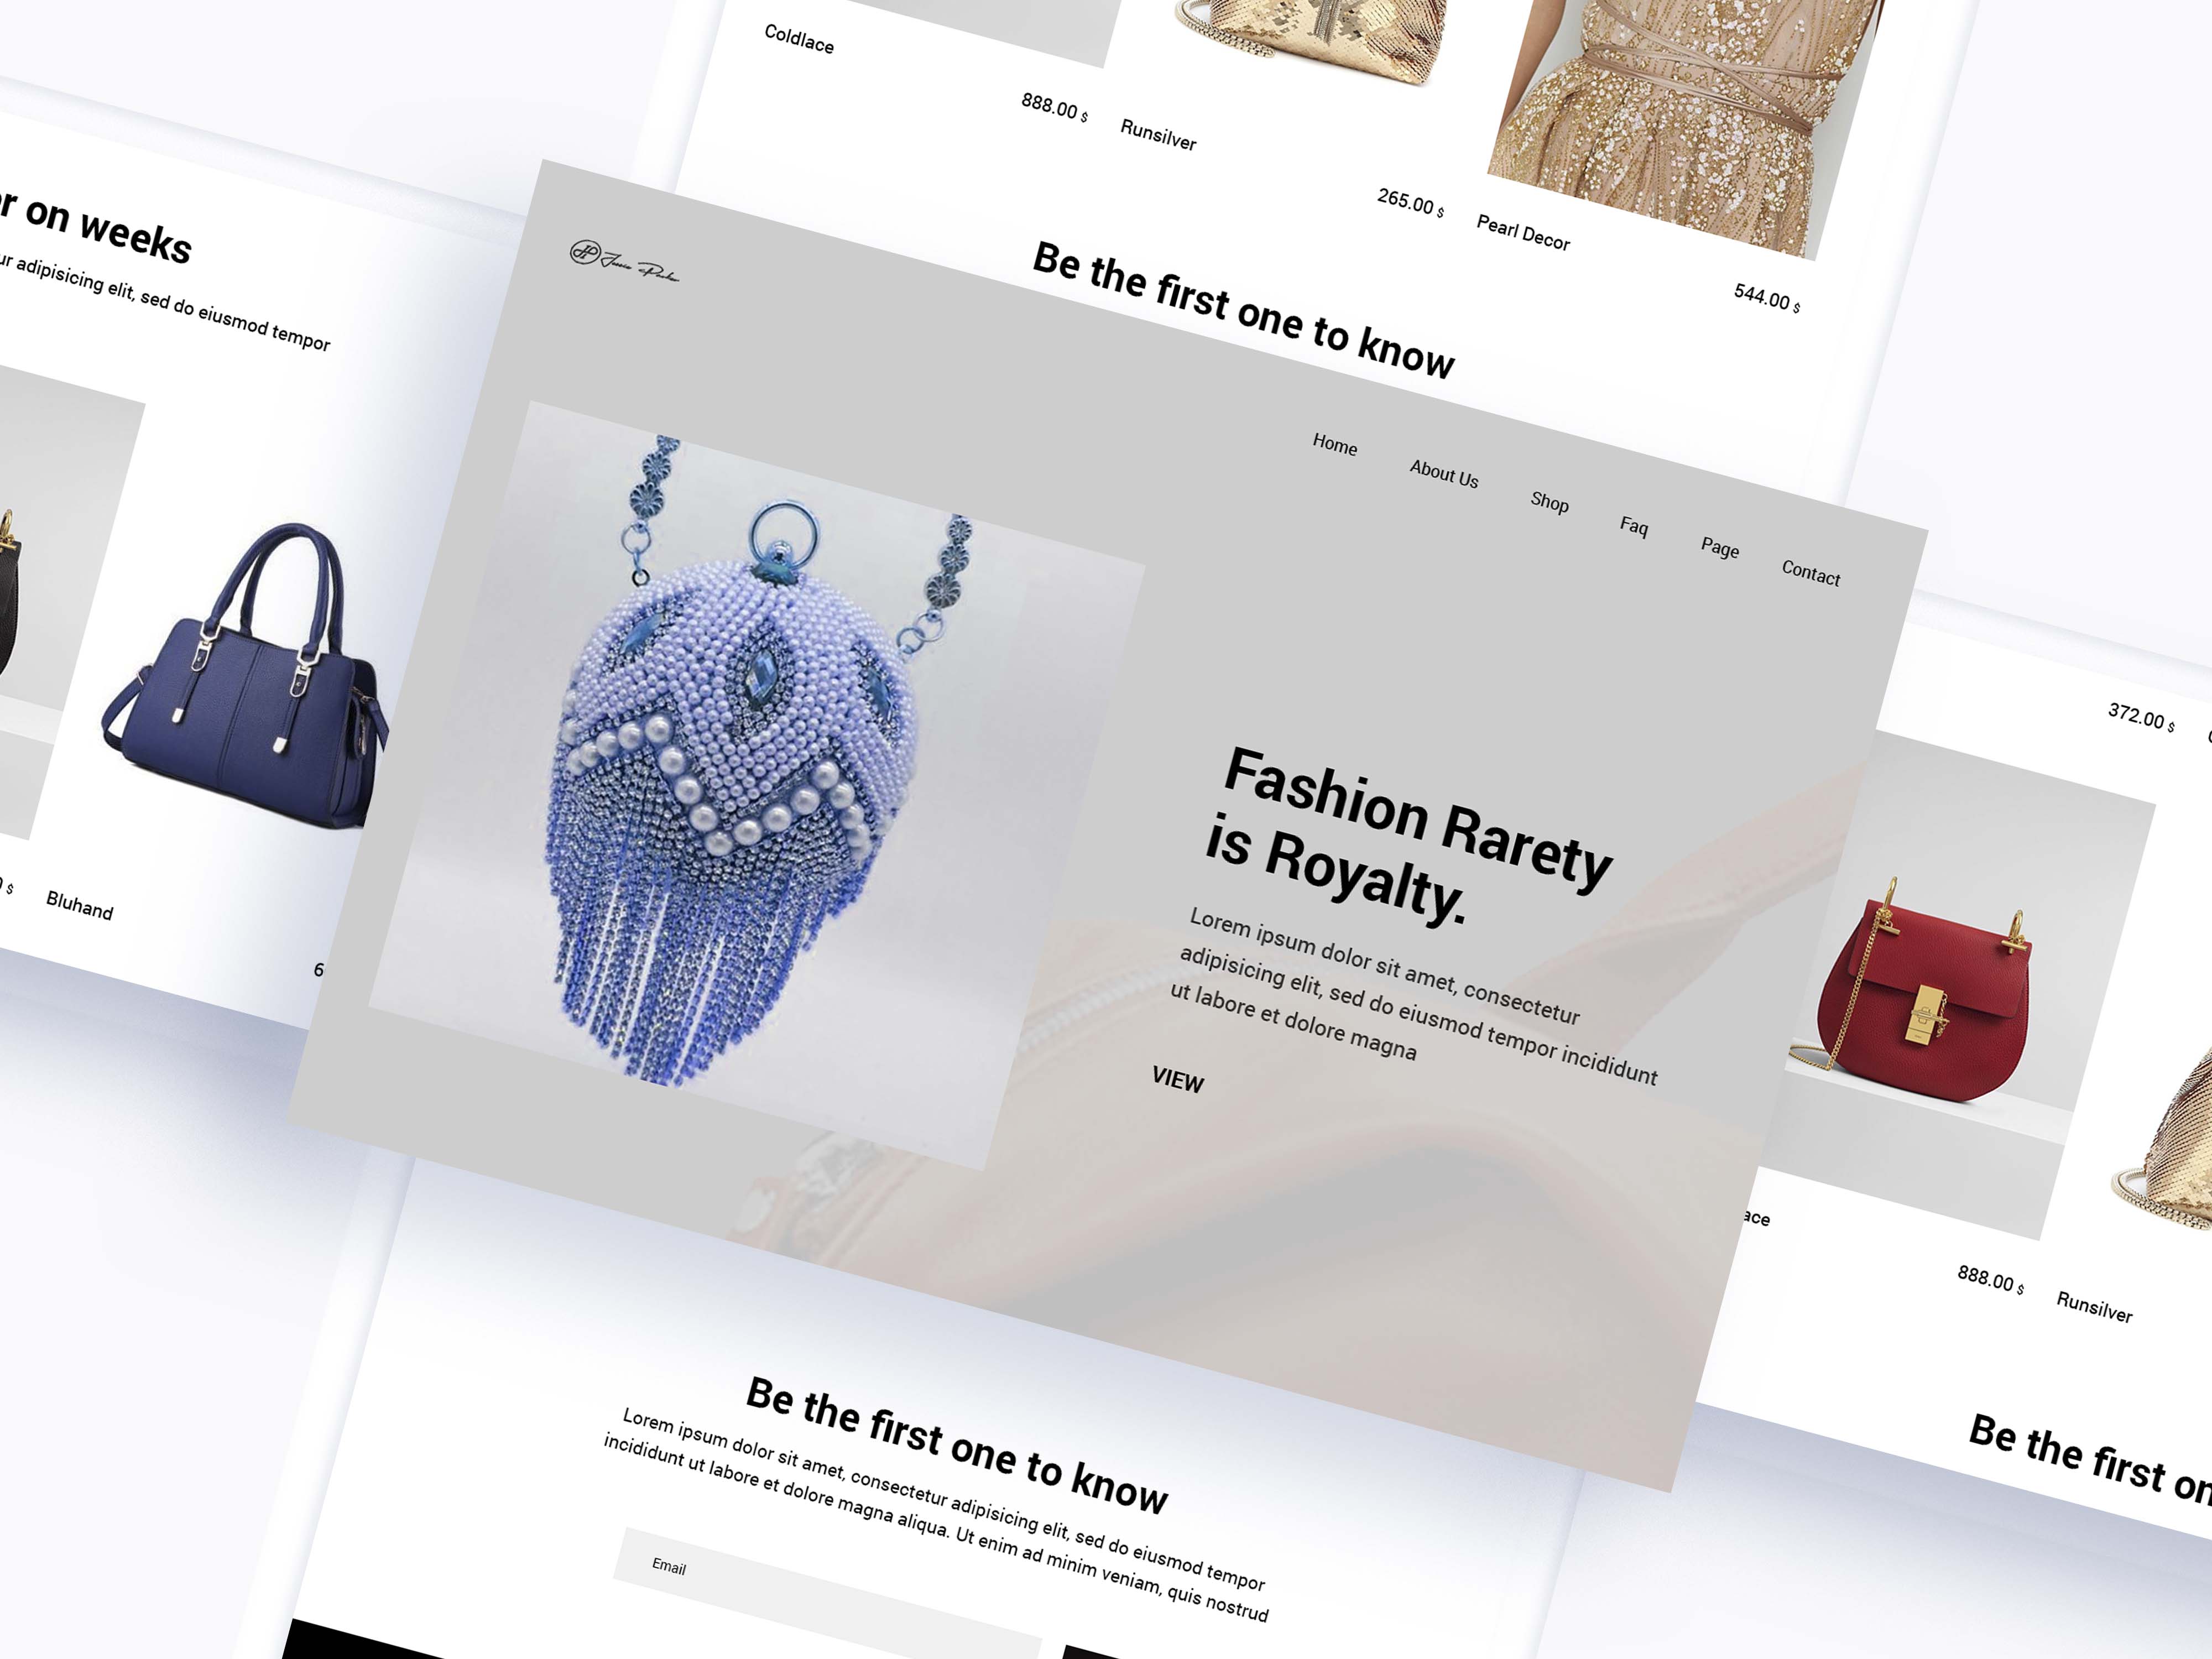 Coldlace
888.00 $
Runsilver
265.00 $
Pearl Decor
544.00 $
Be the first one to know
on weeks
adipisicing elit, sed do eiusmod tempor
Bluhand
$
6
Jessica Parker
Home
About Us
Shop
Faq
Page
Contact
Fashion Rarety
is Royalty.
Lorem ipsum dolor sit amet, consectetur
adipisicing elit, sed do eiusmod tempor incididunt
ut labore et dolore magna
VIEW
372.00 $
ace
888.00 $
Runsilver
Be the first on
Be the first one to know
Lorem ipsum dolor sit amet, consectetur adipisicing elit, sed do eiusmod tempor
incididunt ut labore et dolore magna aliqua. Ut enim ad minim veniam, quis nostrud
Email